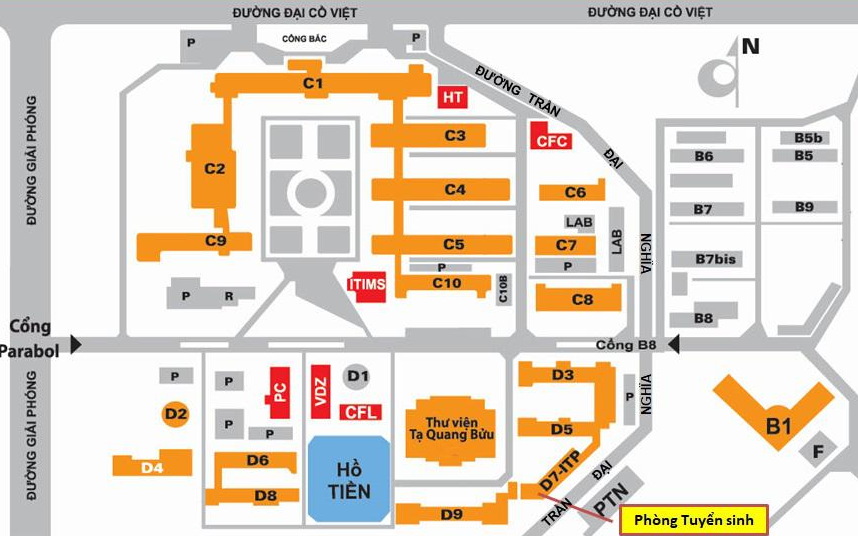 ĐƯỜNG ĐẠI CỒ VIỆT
ĐƯỜNG ĐẠI CỒ VIỆT
P
CỔNG BẮC
P
N
C1
ĐƯỜNG TRẦN
HT
ĐƯỜNG GIẢI PHÓNG
C3
CFC
ĐẠI
B5b
B6
B5
C2
C4
C6
B7
B9
LAB
LAB
C9
C5
C7
NGHĨA
B7bis
P
P
ITIMS
C10
C10B
C8
P
R
B8
Cổng
Parabol
Cổng B8
P
P
PC
VDZ
D1
D3
P
NGHĨA
D2
P
CFL
Thư viện
Tạ Quang Bửu
D5
B1
P
F
ĐƯỜNG GIẢI PHÓNG
D4
D6
Hồ
TIỀN
D7-ITP
ĐẠI
D8
PTN
D9
TRẦN
Phòng Tuyển sinh